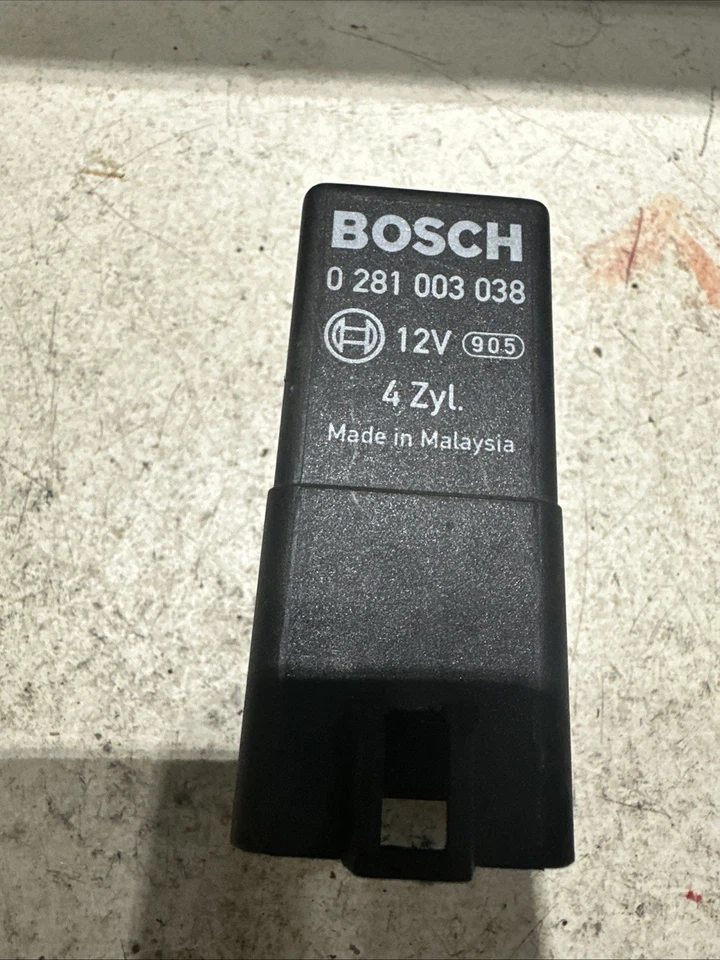 BOSCH
0 281 003 038
12V 905
4 Zyl.
Made in Malaysia